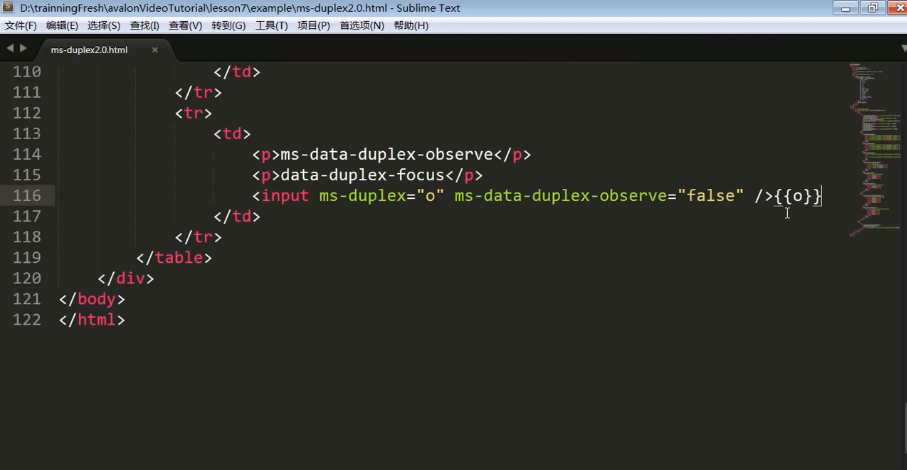 D:\trainningFresh\avalonVideoTutorial\lesson7\example\ms-duplex2.0.html - Sublime Text
文件(F) 编辑(E) 选择(S) 查找(I) 查看(V) 转到(G) 工具(T) 项目(P) 首选项(N) 帮助(H)
ms-duplex2.0.html
110 </td>
111 </tr>
112 <tr>
113 <td>
114 <p>ms-data-duplex-observe</p>
115 <p>data-duplex-focus</p>
116 <input ms-duplex="o" ms-data-duplex-observe="false" />{{o}}
117 </td>
118 </tr>
119 </table>
120 </div>
121 </body>
122 </html>